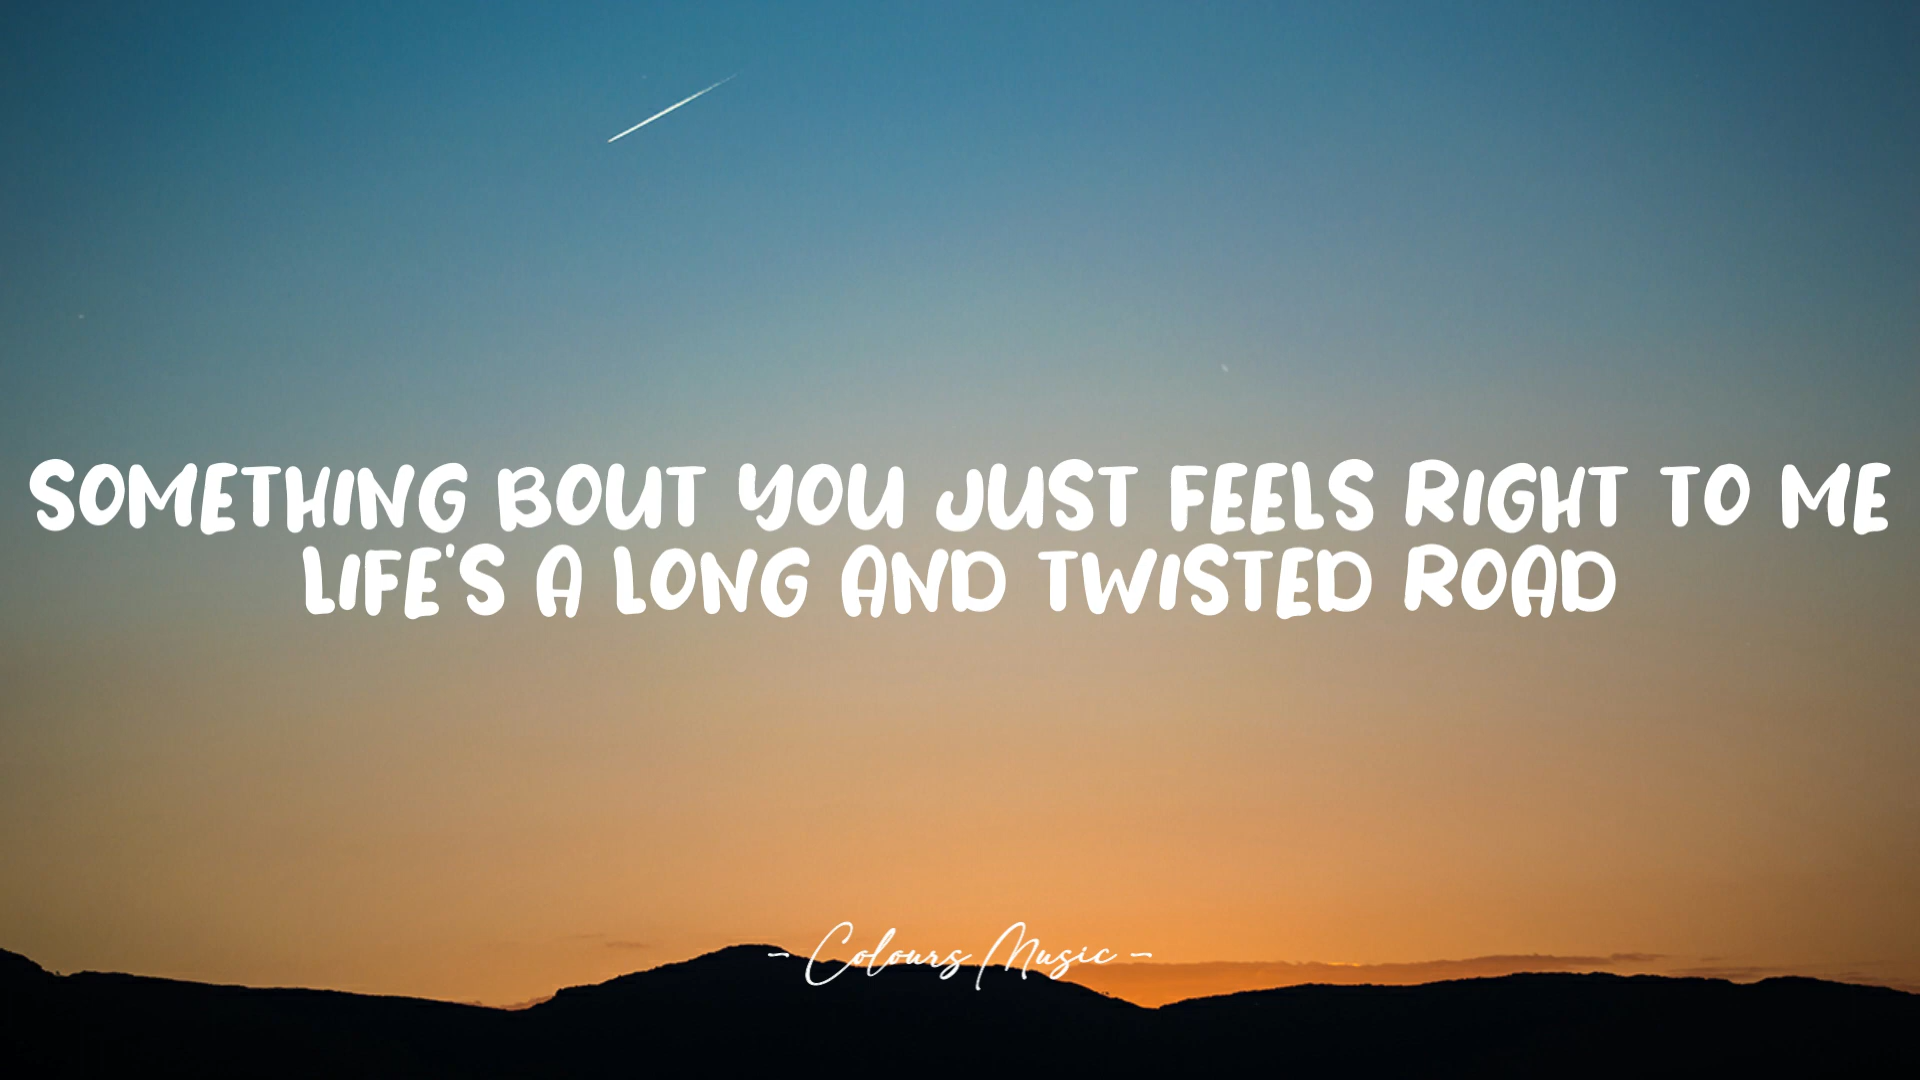 SOMETHING BOUT YOU JUST FEELS RIGHT TO ME
LIFE'S A LONG AND TWISTED ROAD
- Colours Music -